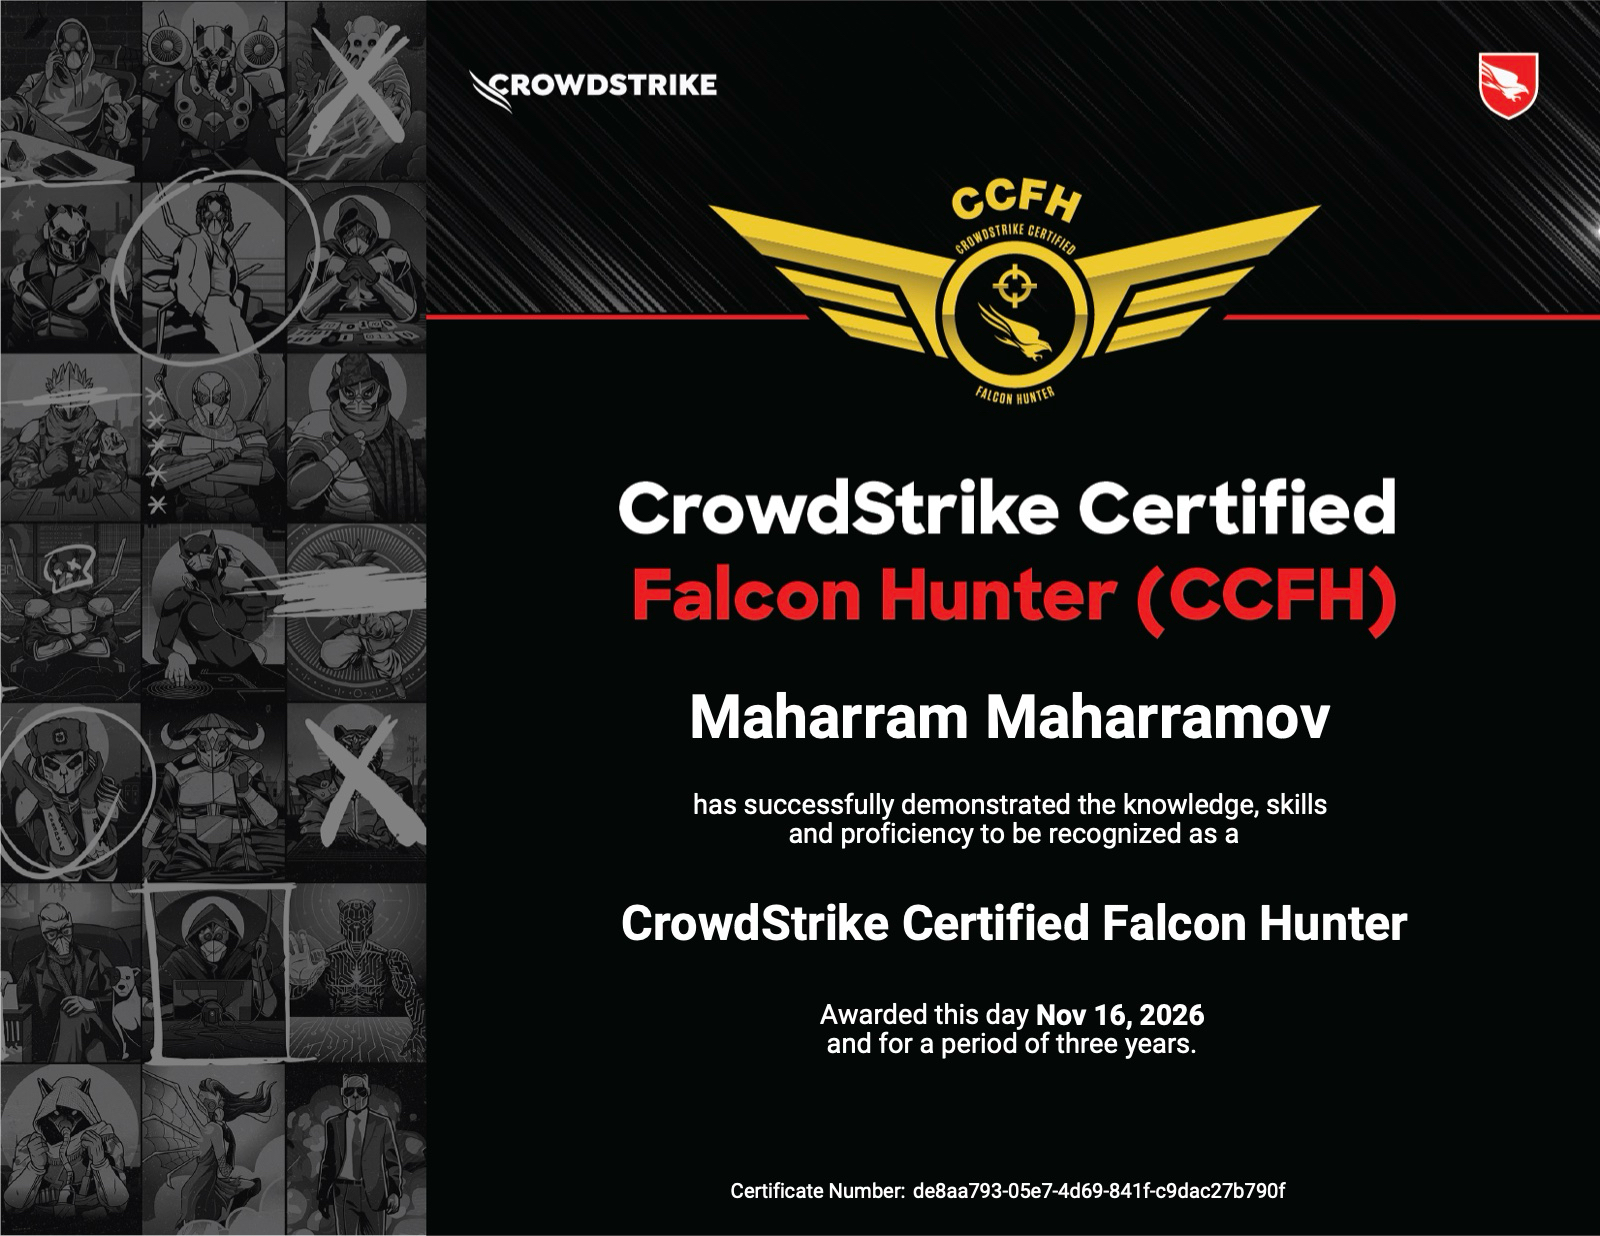 CROWDSTRIKE
CCFH
CROWDSTRIKE CERTIFIED
FALCON HUNTER
CrowdStrike Certified
Falcon Hunter (CCFH)
Maharram Maharramov
has successfully demonstrated the knowledge, skills
and proficiency to be recognized as a
CrowdStrike Certified Falcon Hunter
Awarded this day Nov 16, 2026
and for a period of three years.
Certificate Number: de8aa793-05e7-4d69-841f-c9dac27b790f